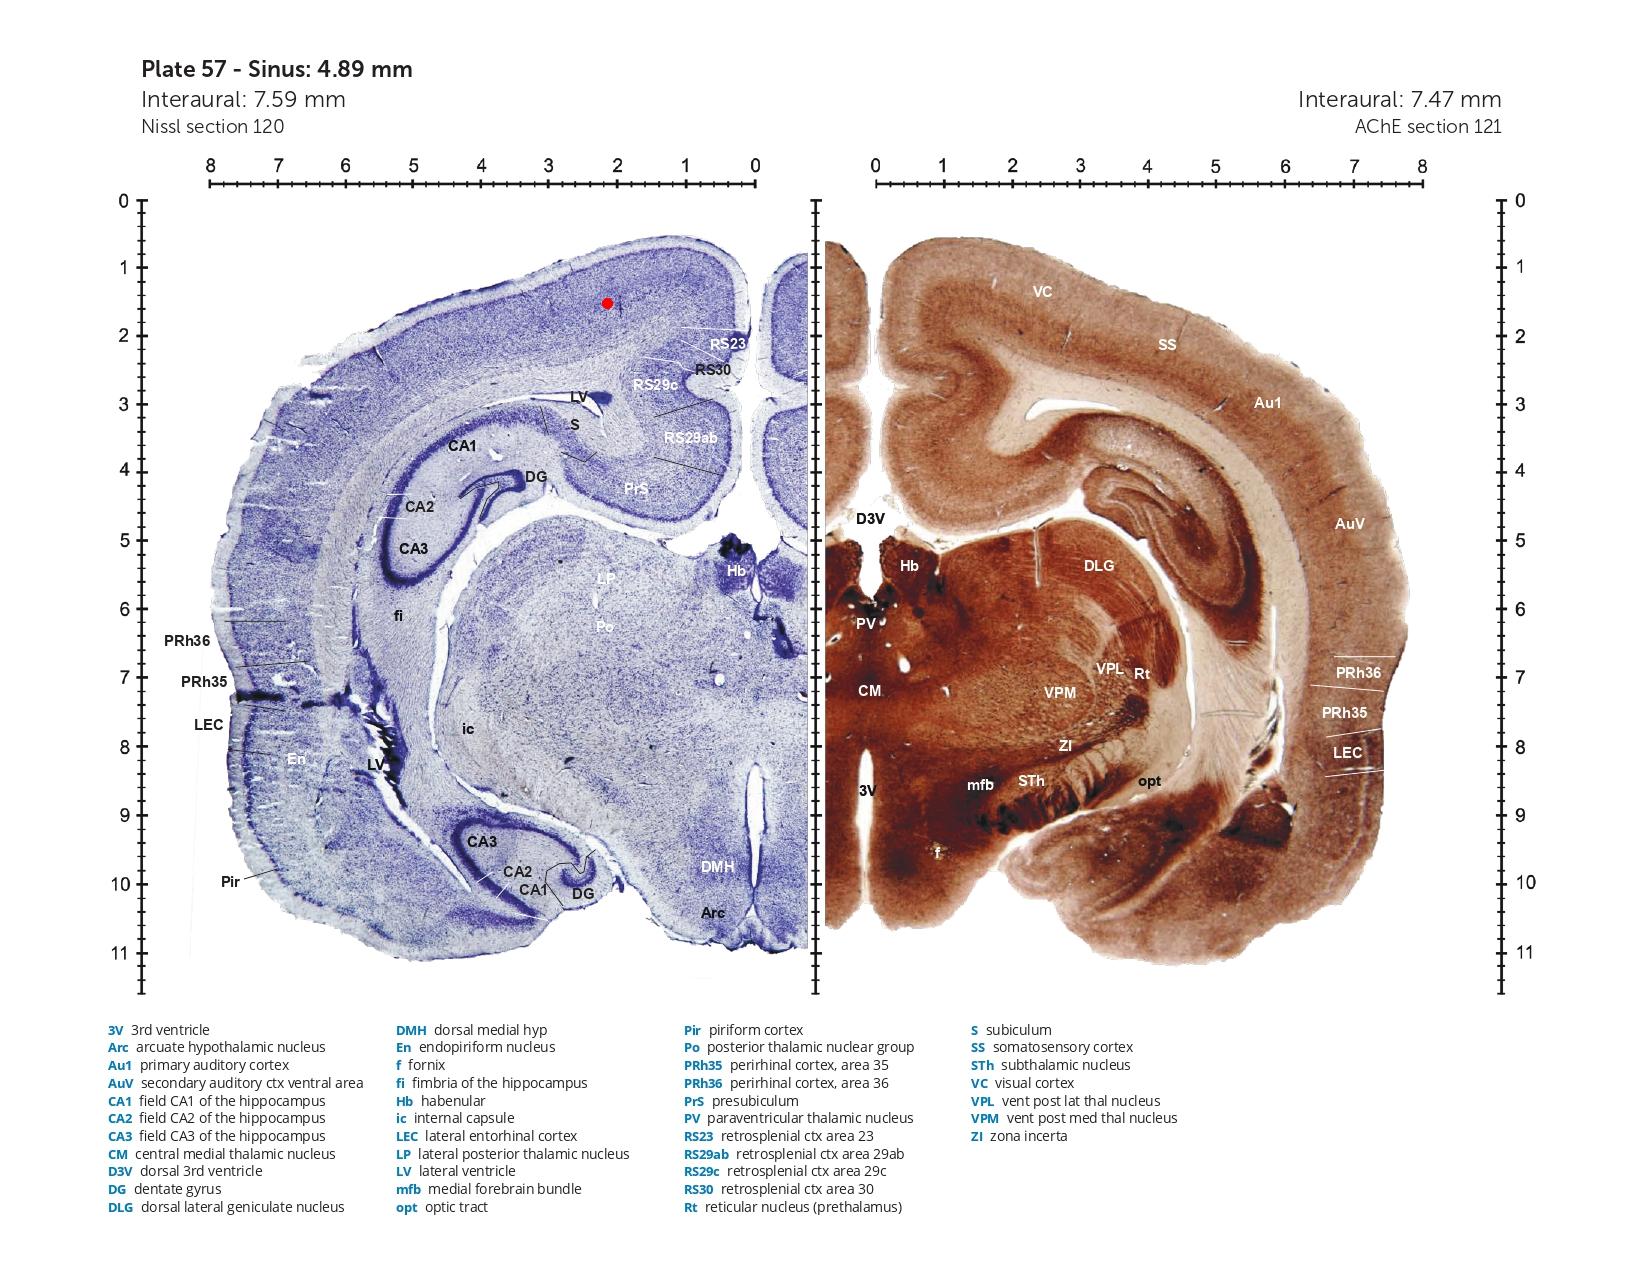 Plate 57 - Sinus: 4.89 mm
Interaural: 7.59 mm
Nissl section 120
Interaural: 7.47 mm
AChE section 121
8 7 6 5 4 3 2 1 0
0 1 2 3 4 5 6 7 8
0
1
2
3
4
5
6
7
8
9
10
11
RS23
RS30
RS29c
LV
S
RS29ab
CA1
DG
PrS
CA2
CA3
Hb
LP
fi
Po
PRh36
PRh35
LEC
ic
En
LV
CA3
DMH
CA2
Pir
CA1
DG
Arc
VC
SS
Au1
AuV
D3V
Hb
DLG
PV
VPL
Rt
PRh36
CM
VPM
PRh35
ZI
LEC
mfb
STh
opt
3V
f
0
1
2
3
4
5
6
7
8
9
10
11
3V 3rd ventricle
Arc arcuate hypothalamic nucleus
Au1 primary auditory cortex
AuV secondary auditory ctx ventral area
CA1 field CA1 of the hippocampus
CA2 field CA2 of the hippocampus
CA3 field CA3 of the hippocampus
CM central medial thalamic nucleus
D3V dorsal 3rd ventricle
DG dentate gyrus
DLG dorsal lateral geniculate nucleus
DMH dorsal medial hyp
En endopiriform nucleus
f fornix
fi fimbria of the hippocampus
Hb habenular
ic internal capsule
LEC lateral entorhinal cortex
LP lateral posterior thalamic nucleus
LV lateral ventricle
mfb medial forebrain bundle
opt optic tract
Pir piriform cortex
Po posterior thalamic nuclear group
PRh35 perirhinal cortex, area 35
PRh36 perirhinal cortex, area 36
PrS presubiculum
PV paraventricular thalamic nucleus
RS23 retrosplenial ctx area 23
RS29ab retrosplenial ctx area 29ab
RS29c retrosplenial ctx area 29c
RS30 retrosplenial ctx area 30
Rt reticular nucleus (prethalamus)
S subiculum
SS somatosensory cortex
STh subthalamic nucleus
VC visual cortex
VPL vent post lat thal nucleus
VPM vent post med thal nucleus
ZI zona incerta